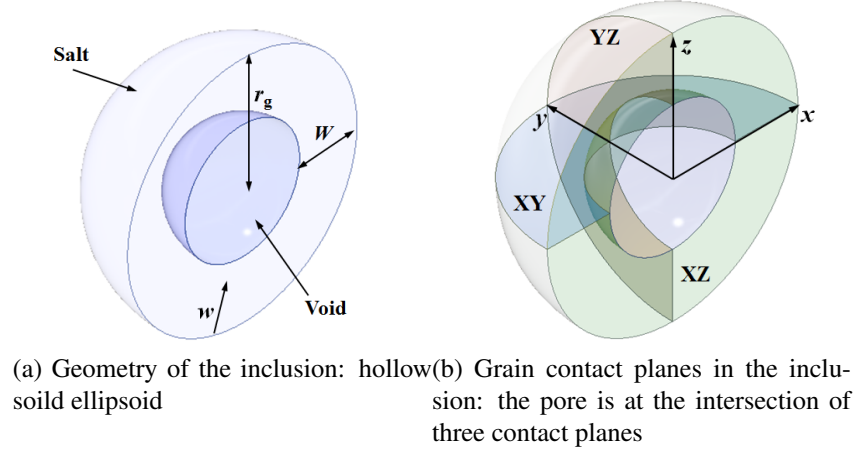 Salt
r_g
W
w
Void
YZ
z
y
x
XY
XZ
(a) Geometry of the inclusion: hollow
soild ellipsoid
(b) Grain contact planes in the inclu-
sion: the pore is at the intersection of
three contact planes